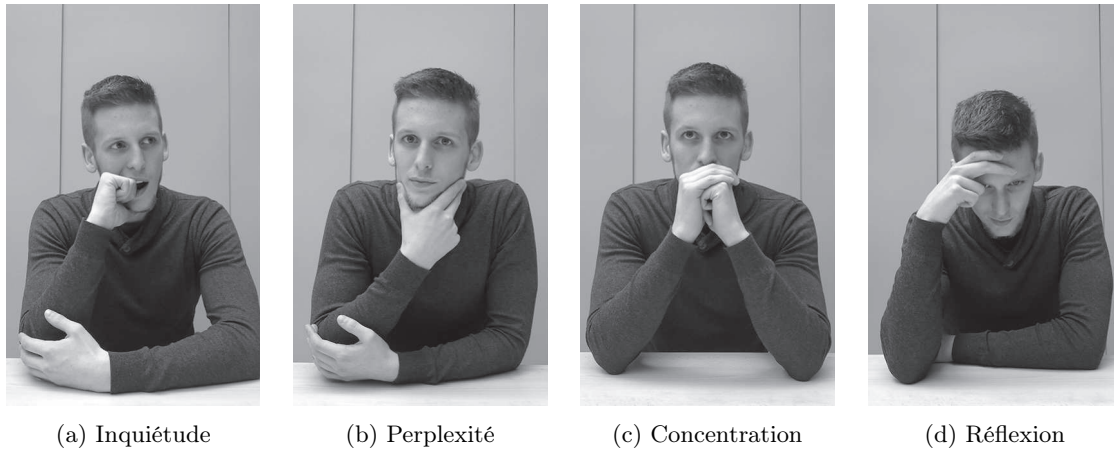 (a) Inquiétude
(b) Perplexité
(c) Concentration
(d) Réflexion